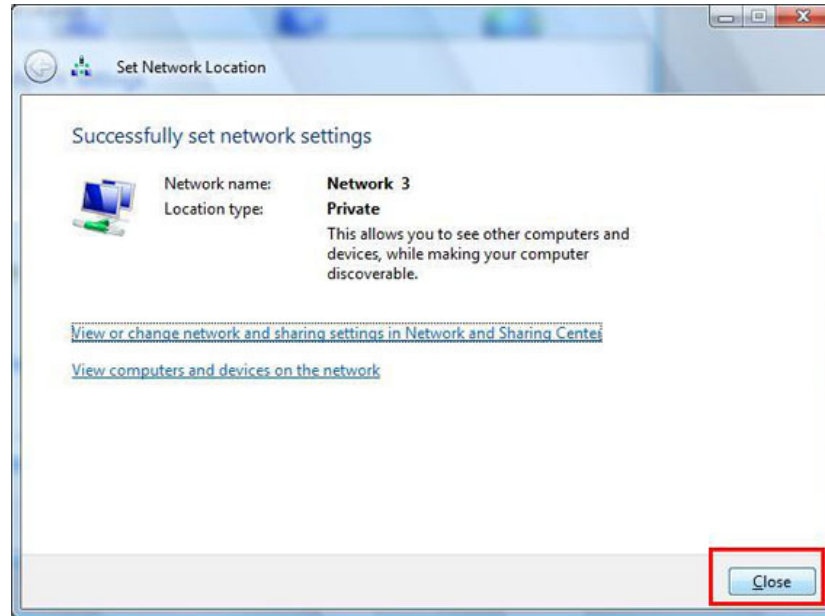 Set Network Location
Successfully set network settings
Network name: Network 3
Location type: Private
This allows you to see other computers and
devices, while making your computer
discoverable.
View or change network and sharing settings in Network and Sharing Center
View computers and devices on the network
Close